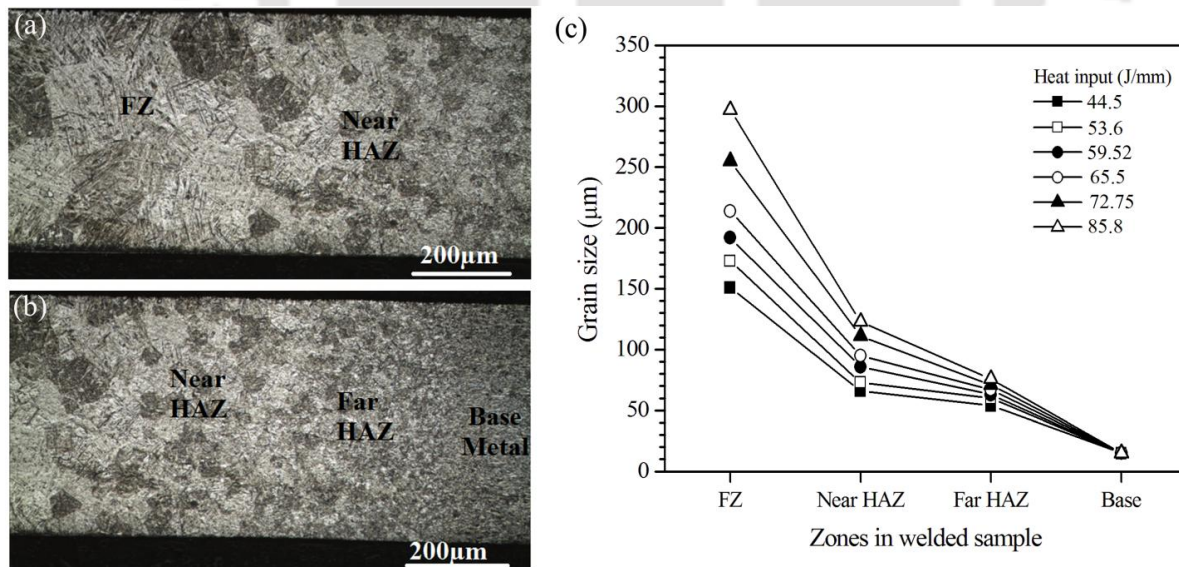 (a)
FZ
Near
HAZ
200μm
(b)
Near
HAZ
Far
HAZ
Base
Metal
200μm
(c)
350
300
250
200
150
100
50
0
Grain size (μm)
Heat input (J/mm)
44.5
53.6
59.52
65.5
72.75
85.8
FZ
Near HAZ
Far HAZ
Base
Zones in welded sample